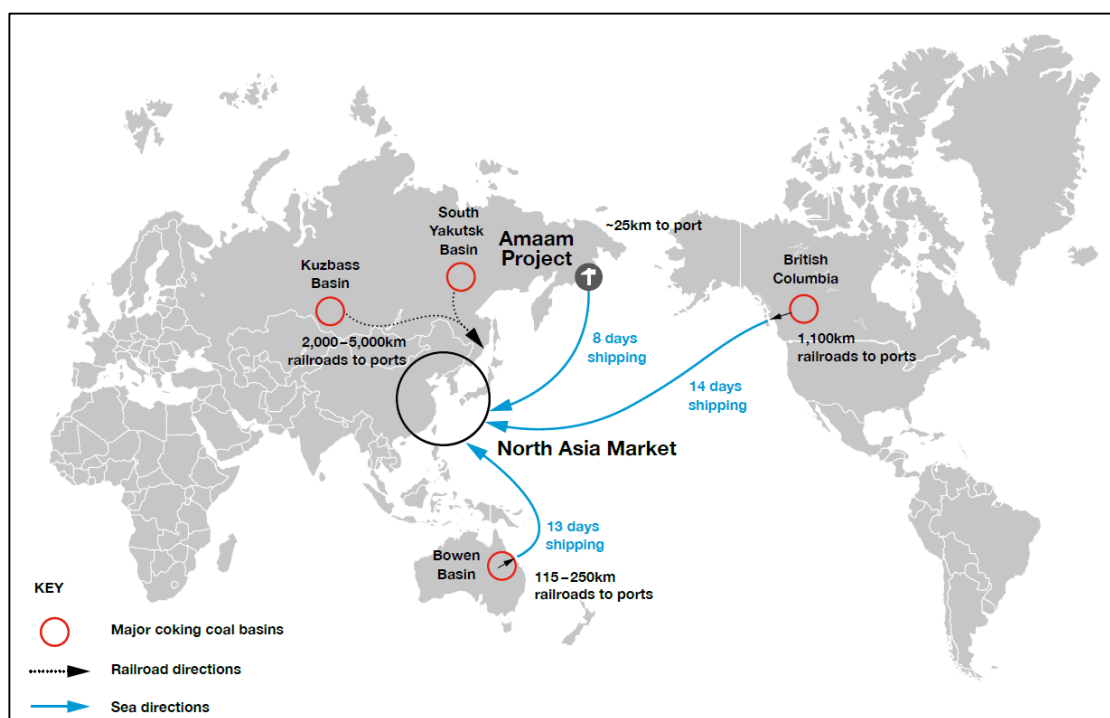 South
Yakutsk
Basin
Amaam
Project
~25km to port
Kuzbass
Basin
British
Columbia
2,000–5,000km
railroads to ports
8 days
shipping
1,100km
railroads to ports
14 days
shipping
North Asia Market
13 days
shipping
Bowen
Basin
115–250km
railroads to ports
KEY
Major coking coal basins
Railroad directions
Sea directions